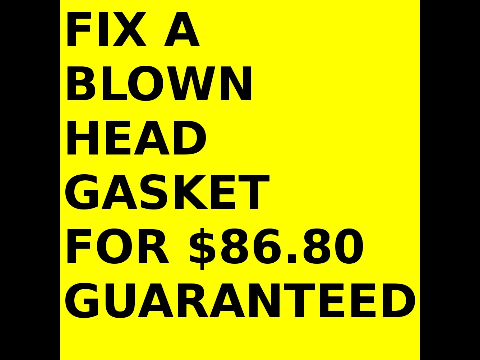 FIX A
BLOWN
HEAD
GASKET
FOR $86.80
GUARANTEED